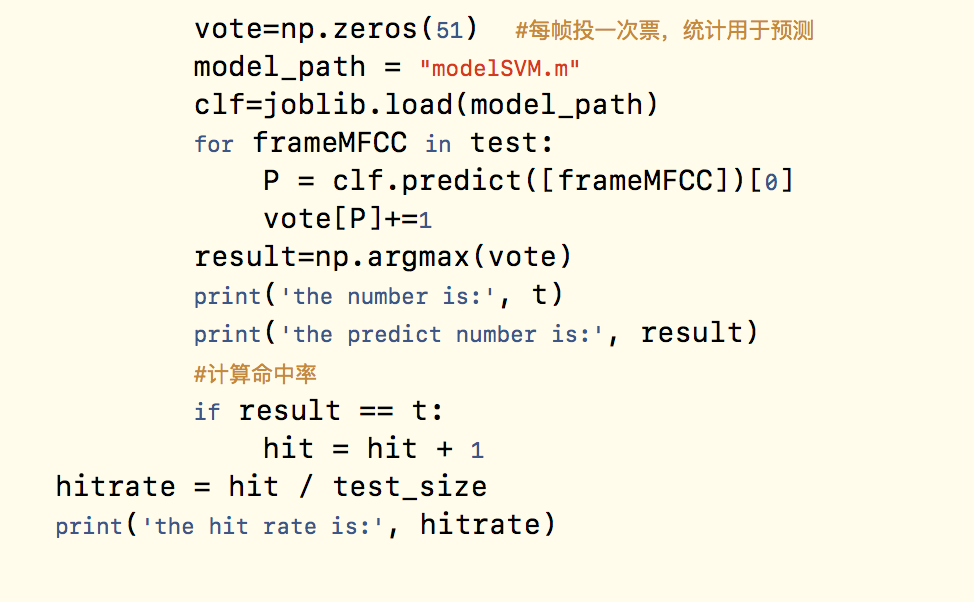 vote=np.zeros(51)  #每帧投一次票，统计用于预测
model_path = "modelSVM.m"
clf=joblib.load(model_path)
for frameMFCC in test:
    P = clf.predict([frameMFCC])[0]
    vote[P]+=1
result=np.argmax(vote)
print('the number is:', t)
print('the predict number is:', result)
#计算命中率
if result == t:
    hit = hit + 1
hitrate = hit / test_size
print('the hit rate is:', hitrate)